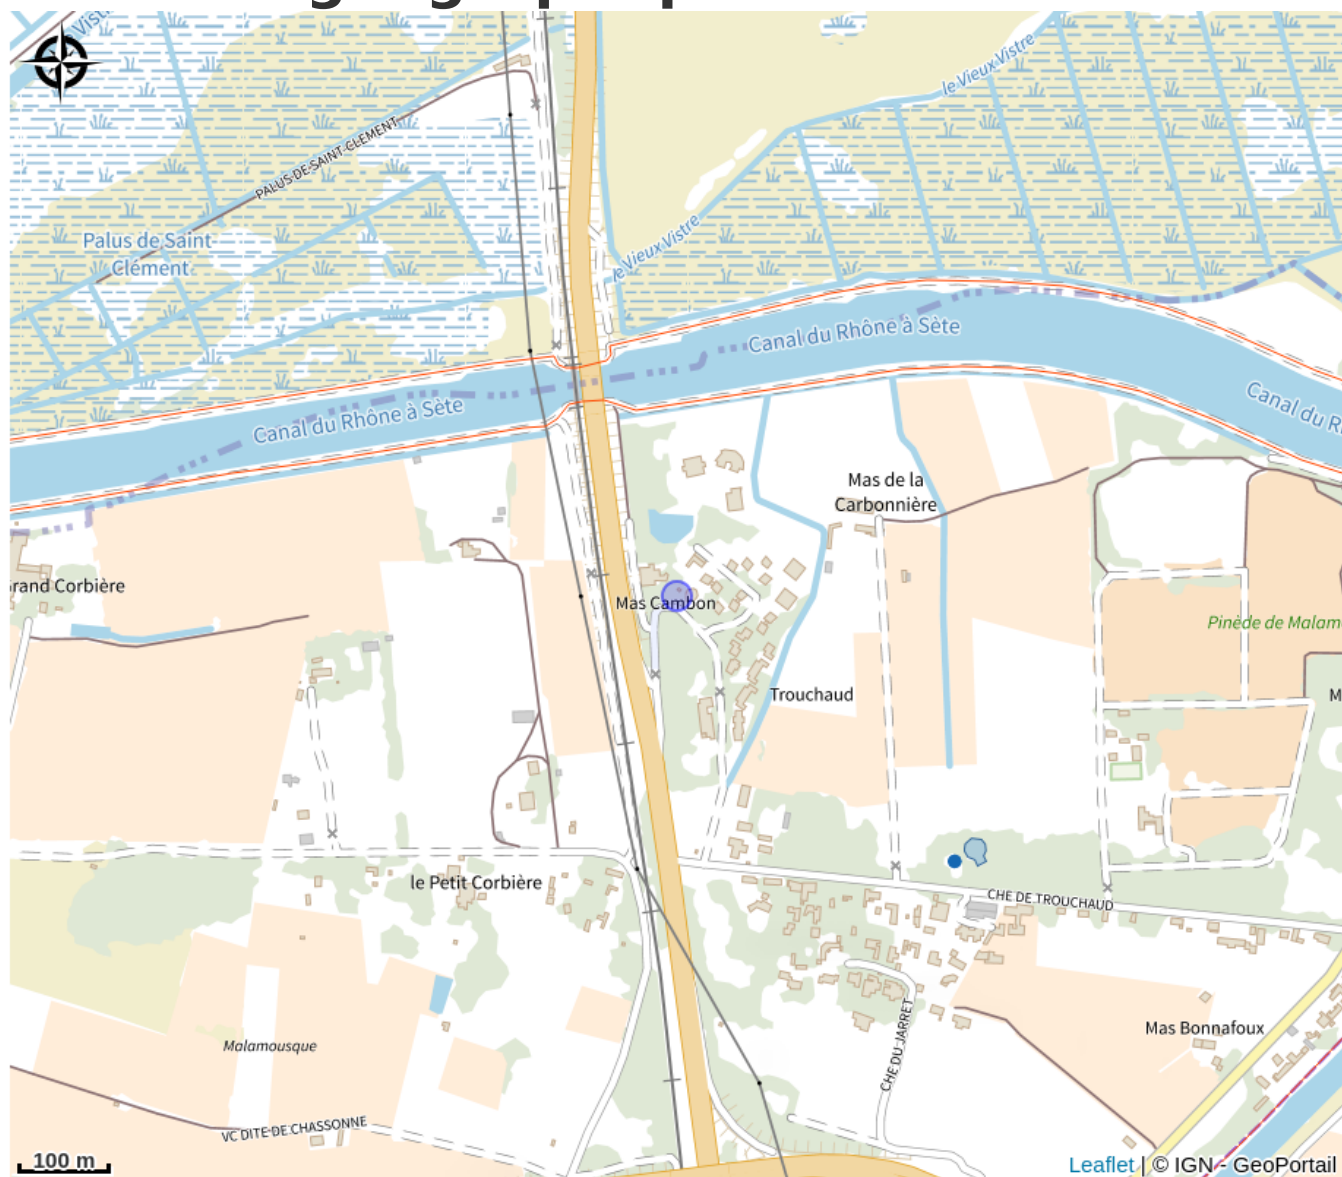 le Vieux Vistre
PALUS-DE-SAINT-CLÉMENT
Palus de Saint
Clément
le Vieux Vistre
Canal du Rhône à Sète
Canal du Rhône à Sète
Canal du R
Mas de la
Carbonnière
Grand Corbière
Mas Cambon
Pinède de Malam
Trouchaud
M
le Petit Corbière
CHE DE TROUCHAUD
Malamousque
CHE DU JARRET
Mas Bonnafoux
VC DITE DE CHASSONNE
100 m
Leaflet | © IGN - GeoPortail